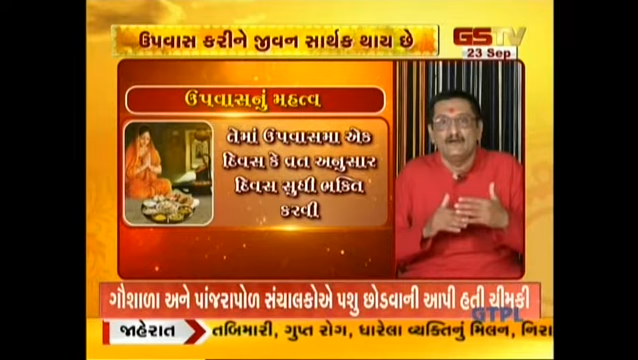 ઉપવાસ કરીને જીવન સાર્થક થાય છે
GSTV
23 Sep
ઉપવાસનું મહત્વ
તેમાં ઉપવાસમા એક
દિવસ કે વ્રત અનુસાર
દિવસ સુધી ભકિત
કરવી
ગૌશાળા અને પાંજરાપોળ સંચાલકોએ પશુ છોડવાની આપી હતી ચીમકી
GTPL
જાહેરાત તબિમારી, ગુપ્ત રોગ, ધારેલા વ્યક્તિનું મિલન, નિરા